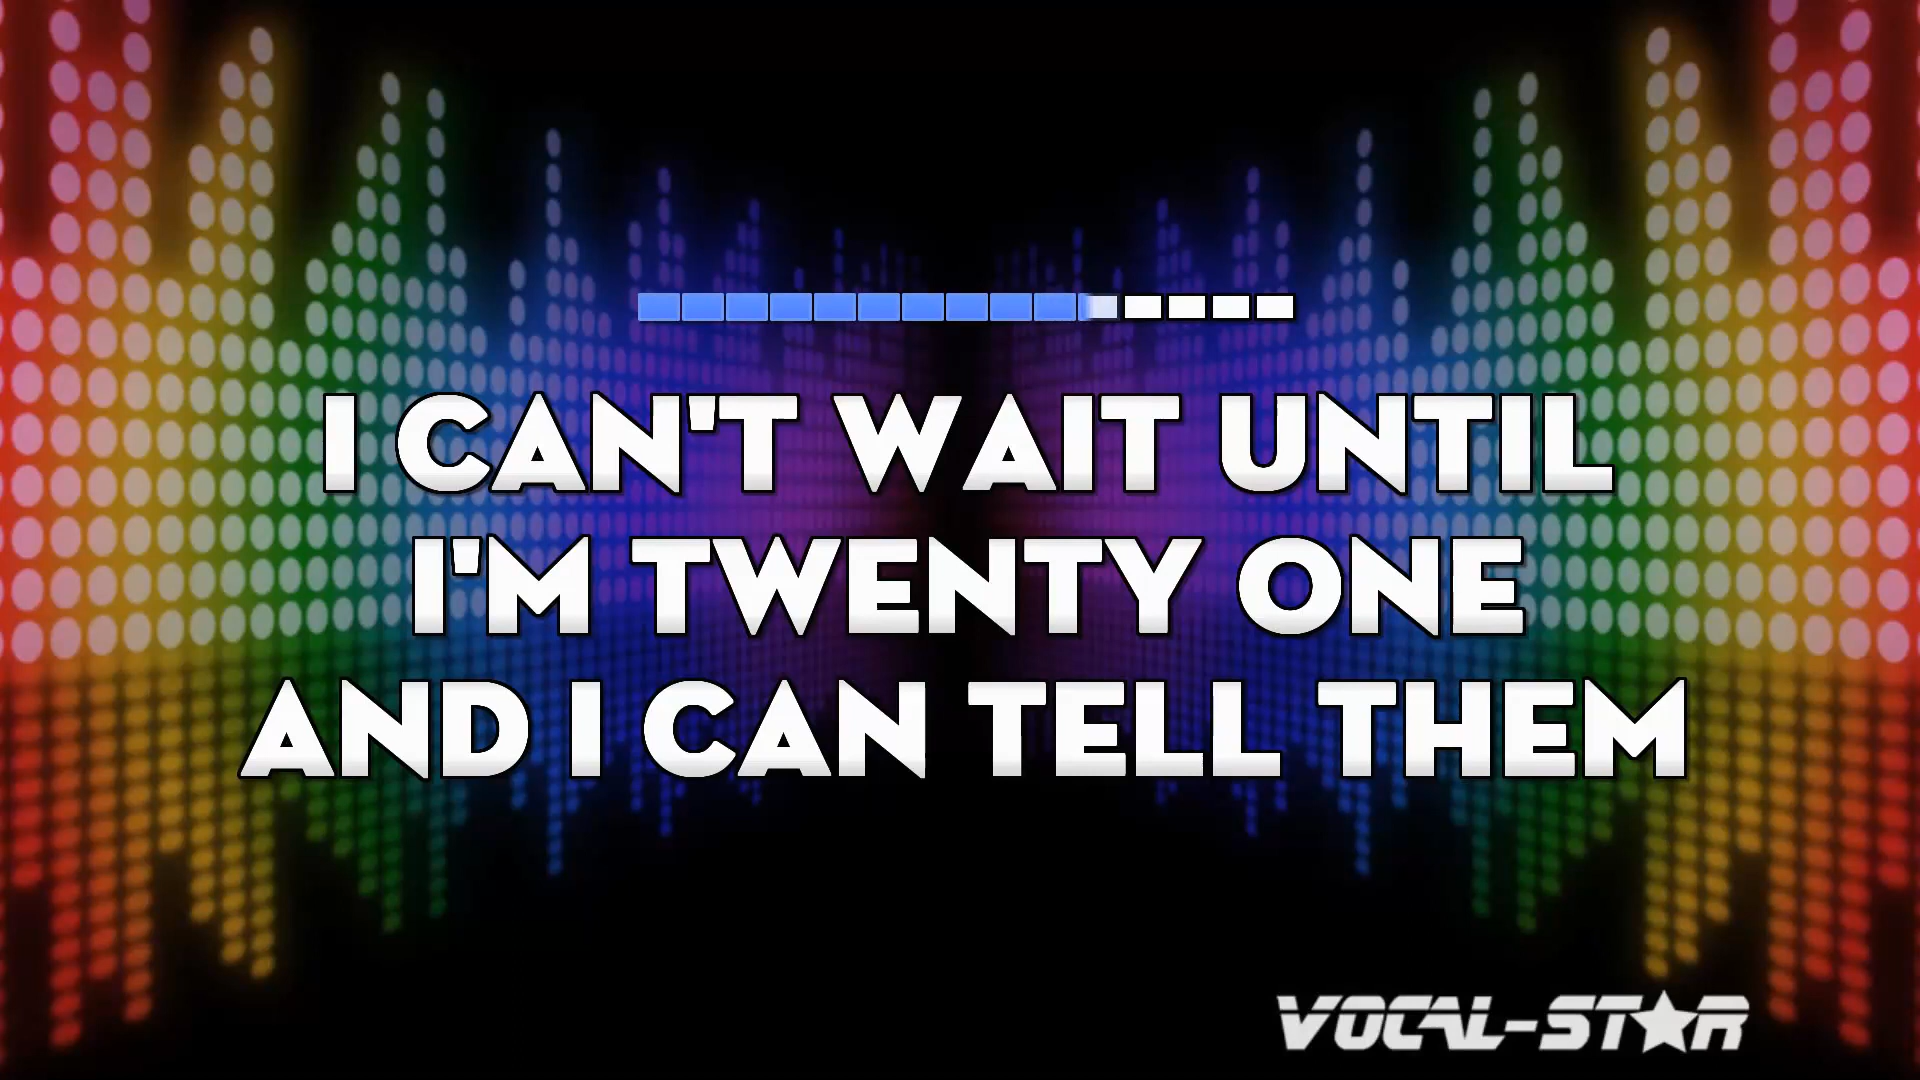 I CAN'T WAIT UNTIL
I'M TWENTY ONE
AND I CAN TELL THEM
VOCAL-STAR